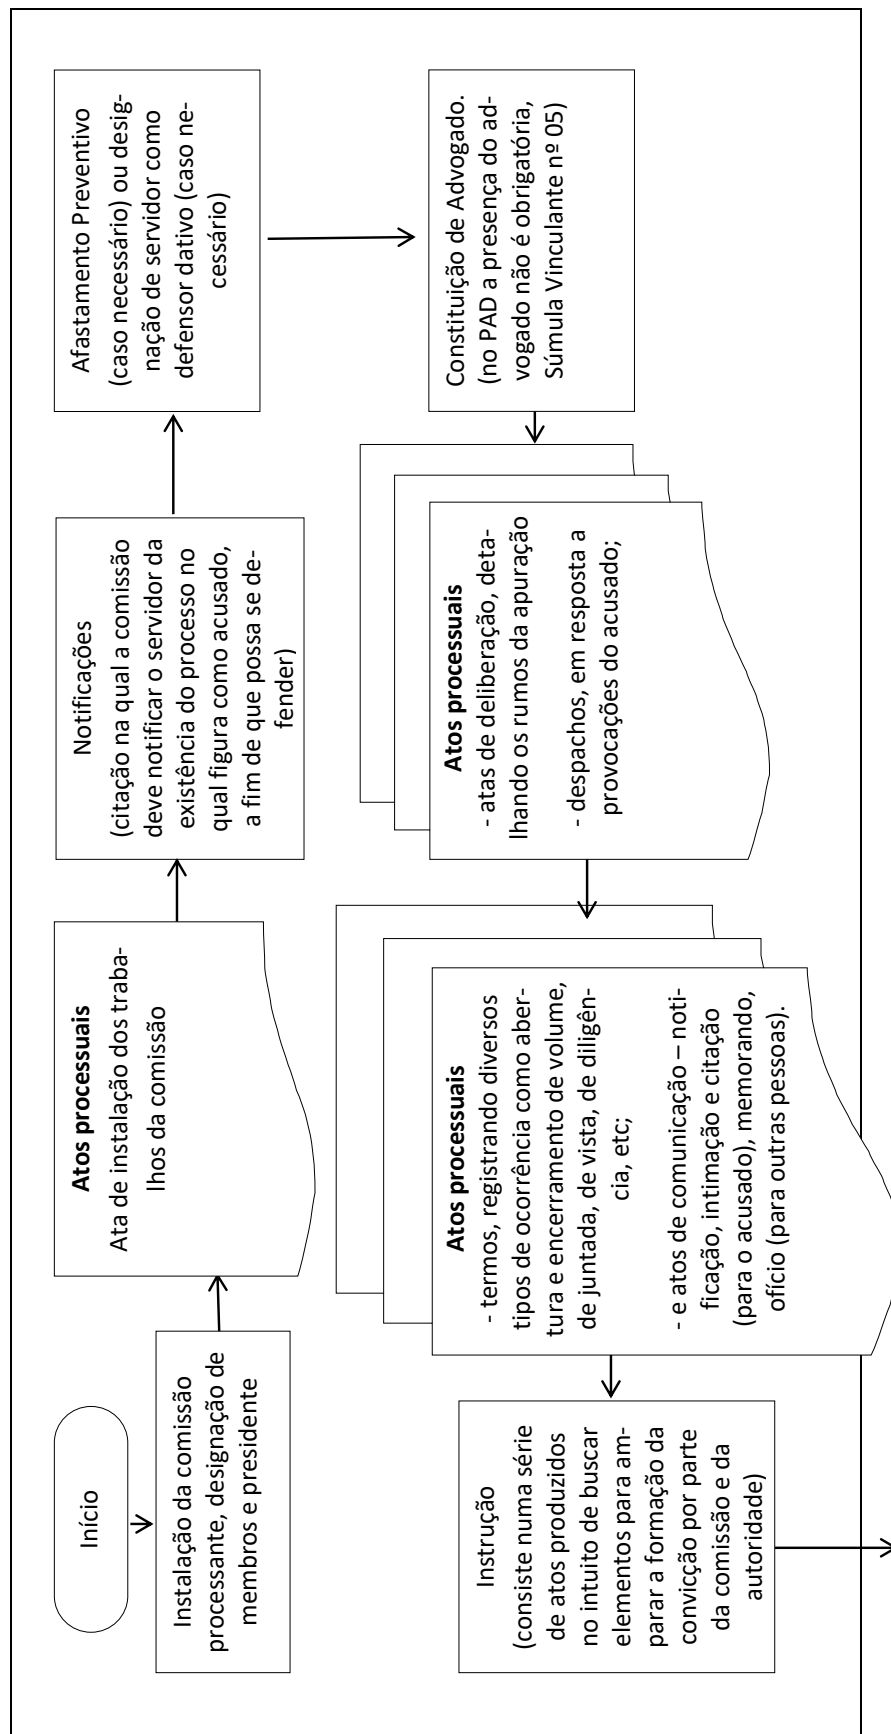 Início
Instalação da comissão
processante, designação de
membros e presidente
Atos processuais
Ata de instalação dos traba-
lhos da comissão
Notificações
(citação na qual a comissão
deve notificar o servidor da
existência do processo no
qual figura como acusado,
a fim de que possa se de-
fender)
Afastamento Preventivo
(caso necessário) ou desig-
nação de servidor como
defensor dativo (caso ne-
cessário)
Constituição de Advogado.
(no PAD a presença do ad-
vogado não é obrigatória,
Súmula Vinculante nº 05)
Atos processuais
- atas de deliberação, deta-
lhando os rumos da apuração
- despachos, em resposta a
provocações do acusado;
Atos processuais
- termos, registrando diversos
tipos de ocorrência como aber-
tura e encerramento de volume,
de juntada, de vista, de diligên-
cia, etc;
- e atos de comunicação – noti-
ficação, intimação e citação
(para o acusado), memorando,
ofício (para outras pessoas).
Instrução
(consiste numa série
de atos produzidos
no intuito de buscar
elementos para am-
parar a formação da
convicção por parte
da comissão e da
autoridade)